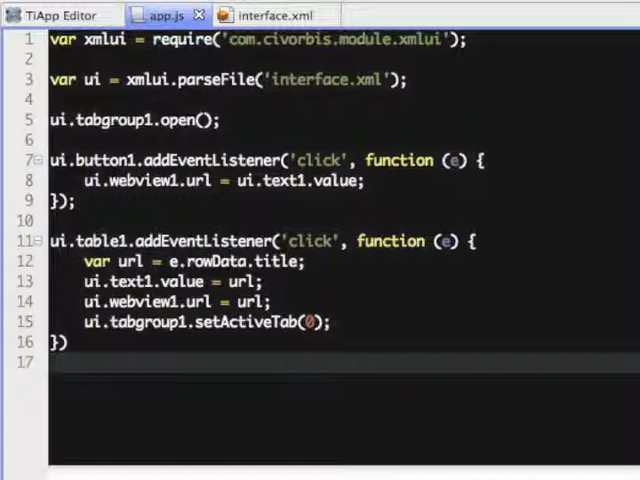 TiApp Editor app.js interface.xml
1 var xmlui = require('com.civorbis.module.xmlui');
2
3 var ui = xmlui.parseFile('interface.xml');
4
5 ui.tabgroup1.open();
6
7 ui.button1.addEventListener('click', function (e) {
8 ui.webview1.url = ui.text1.value;
9 });
10
11 ui.table1.addEventListener('click', function (e) {
12 var url = e.rowData.title;
13 ui.text1.value = url;
14 ui.webview1.url = url;
15 ui.tabgroup1.setActiveTab(0);
16 })
17